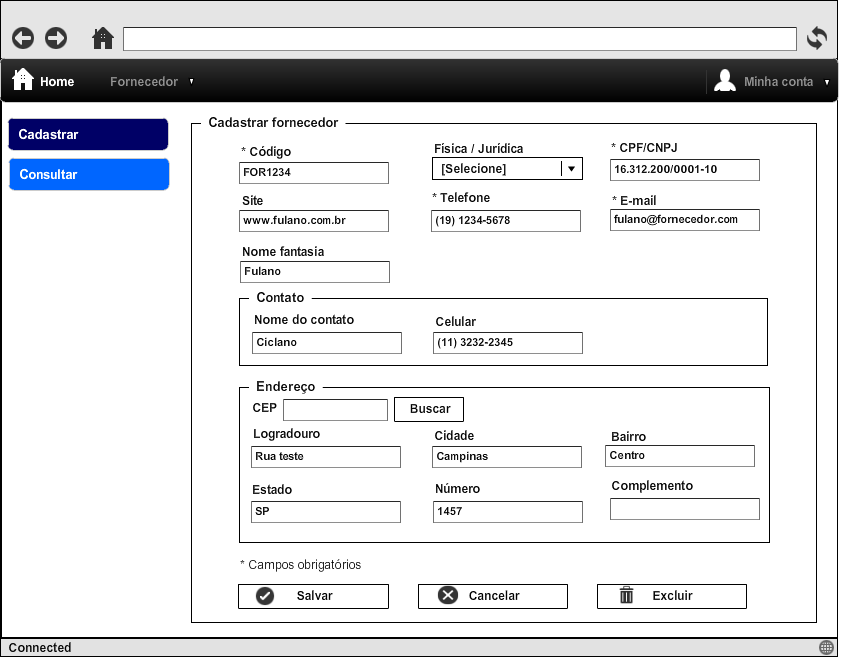 Home
Fornecedor
Minha conta
Cadastrar
Consultar
Cadastrar fornecedor
* Código
Física / Jurídica
* CPF/CNPJ
FOR1234
[Selecione]
16.312.200/0001-10
Site
* Telefone
* E-mail
www.fulano.com.br
(19) 1234-5678
fulano@fornecedor.com
Nome fantasia
Fulano
Contato
Nome do contato
Celular
Ciclano
(11) 3232-2345
Endereço
CEP
Buscar
Logradouro
Cidade
Bairro
Rua teste
Campinas
Centro
Estado
Número
Complemento
SP
1457
* Campos obrigatórios
Salvar
Cancelar
Excluir
Connected